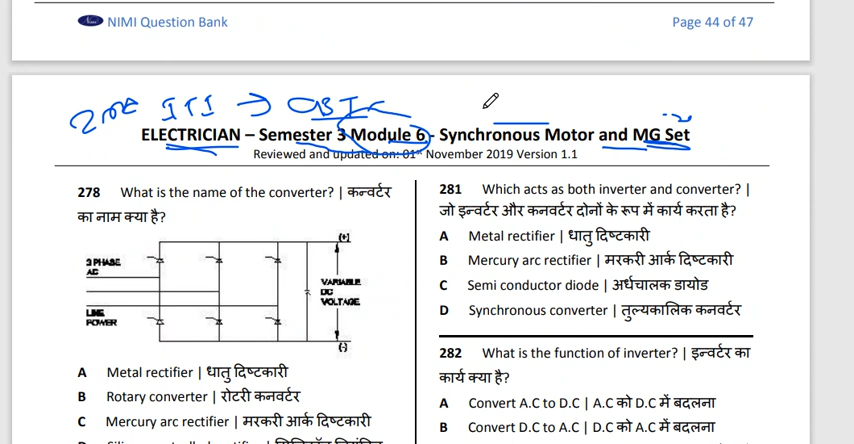 NIMI Question Bank
Page 44 of 47
2nd ITI → CBT
ELECTRICIAN – Semester 3 Module 6 - Synchronous Motor and MG Set
Reviewed and updated on: 01st November 2019 Version 1.1
278 What is the name of the converter? | कन्वर्टर
का नाम क्या है?
3 PHASE
AC
LINE
POWER
(+)
VARIABLE
DC
VOLTAGE
(-)
A Metal rectifier | धातु दिष्टकारी
B Rotary converter | रोटरी कनवर्टर
C Mercury arc rectifier | मरकरी आर्क दिष्टकारी
281 Which acts as both inverter and converter? |
जो इन्वर्टर और कनवर्टर दोनों के रूप में कार्य करता है?
A Metal rectifier | धातु दिष्टकारी
B Mercury arc rectifier | मरकरी आर्क दिष्टकारी
C Semi conductor diode | अर्धचालक डायोड
D Synchronous converter | तुल्यकालिक कनवर्टर
282 What is the function of inverter? | इन्वर्टर का
कार्य क्या है?
A Convert A.C to D.C | A.C को D.C में बदलना
B Convert D.C to A.C | D.C को A.C में बदलना